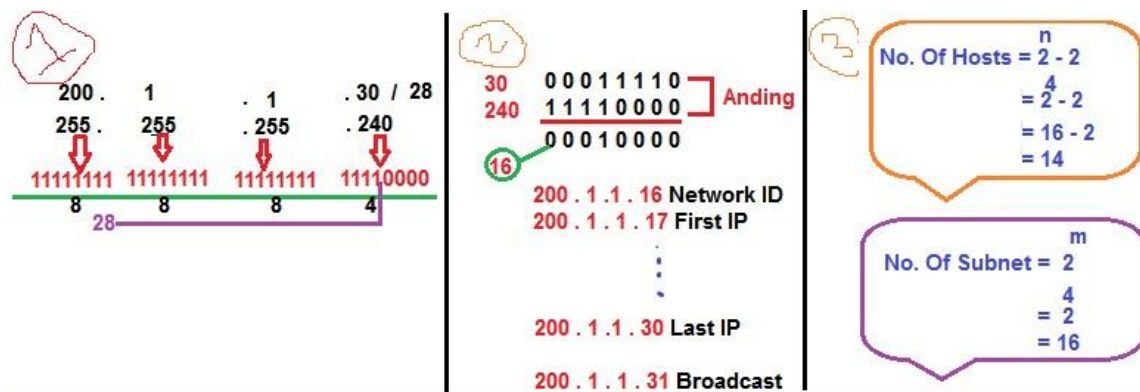 1
200 . 1 . 1 .30 / 28
255 . 255 . 255 .240
11111111 11111111 11111111 11110000
8 8 8 4
28
2
30 00011110
240 11110000
Anding
00010000
16
200 . 1 .1 . 16 Network ID
200 . 1 . 1 . 17 First IP
200 . 1 .1 . 30 Last IP
200 . 1 . 1 . 31 Broadcast
3
n
No. Of Hosts = 2 - 2
4
= 2 - 2
= 16 - 2
= 14
m
No. Of Subnet = 2
4
= 2
= 16